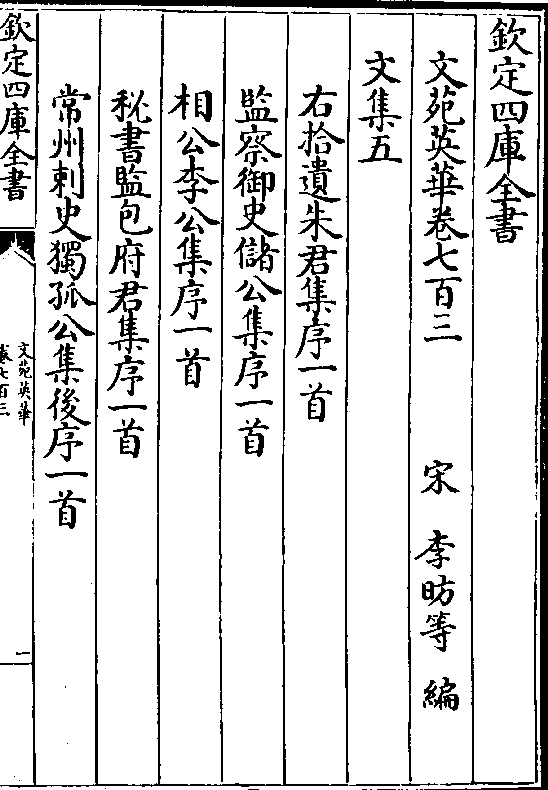 欽定四庫全書
文苑英華卷七百三
宋 李昉等 編
文集五
右拾遺朱君集序一首
監察御史儲公集序一首
相公李公集序一首
秘書監包府君集序一首
常州刺史獨孤公集後序一首
欽定四庫全書
文苑英華
卷七百三
一